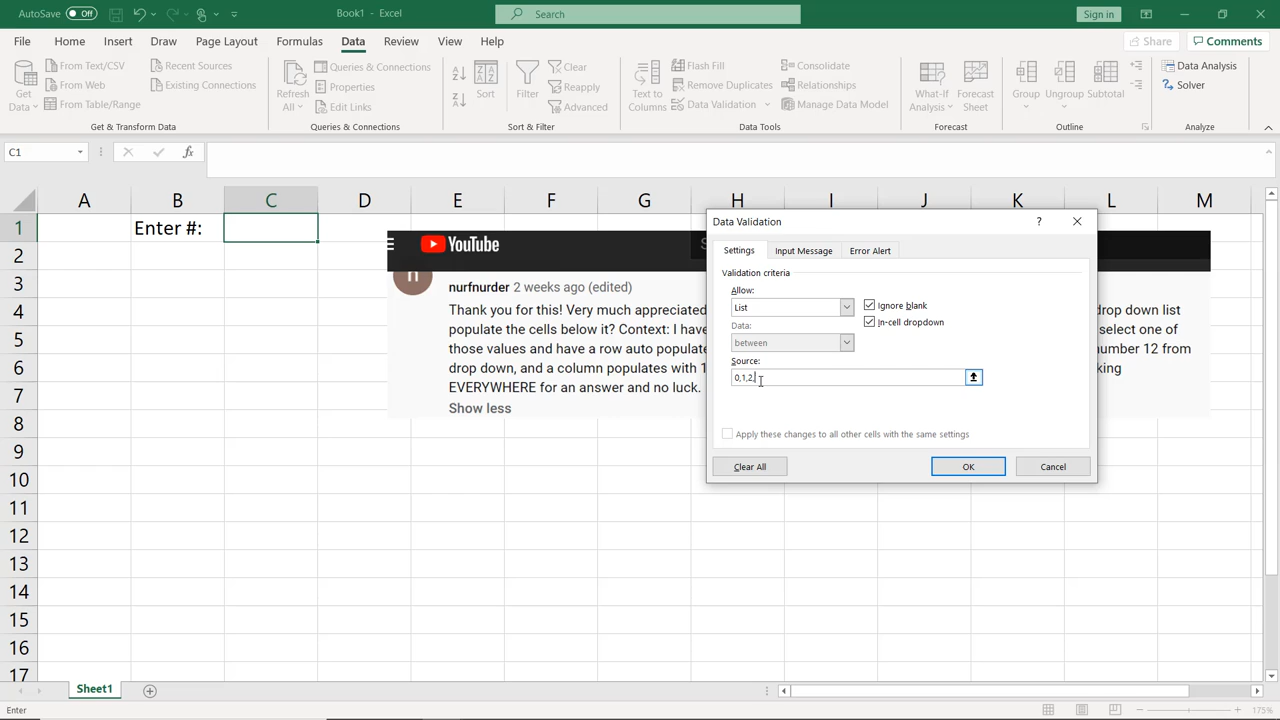 AutoSave Off Book1 - Excel Search Sign in
File Home Insert Draw Page Layout Formulas Data Review View Help Share Comments
Get Data From Text/CSV Recent Sources Refresh All Queries & Connections Sort Filter Clear Text to Columns Flash Fill Consolidate What-If Analysis Forecast Sheet Group Ungroup Subtotal Data Analysis
From Web Existing Connections Properties Reapply Remove Duplicates Relationships Solver
From Table/Range Edit Links Advanced Data Validation Manage Data Model
Get & Transform Data Queries & Connections Sort & Filter Data Tools Forecast Outline Analyze
C1 fx
A B C D E F G H I J K L M
1 Enter #:
2 YouTube S
3 n nurfnurder 2 weeks ago (edited)
4 Thank you for this! Very much appreciated drop down list
5 populate the cells below it? Context: I have select one of
those values and have a row auto populate number 12 from
6 drop down, and a column populates with 1 king
7 EVERYWHERE for an answer and no luck.
8 Show less
9
10
11
12
13
14
15
16
17
Data Validation ?
Settings Input Message Error Alert
Validation criteria
Allow:
List Ignore blank
Data: In-cell dropdown
between
Source:
0,1,2,
Apply these changes to all other cells with the same settings
Clear All OK Cancel
Sheet1
Enter 175%